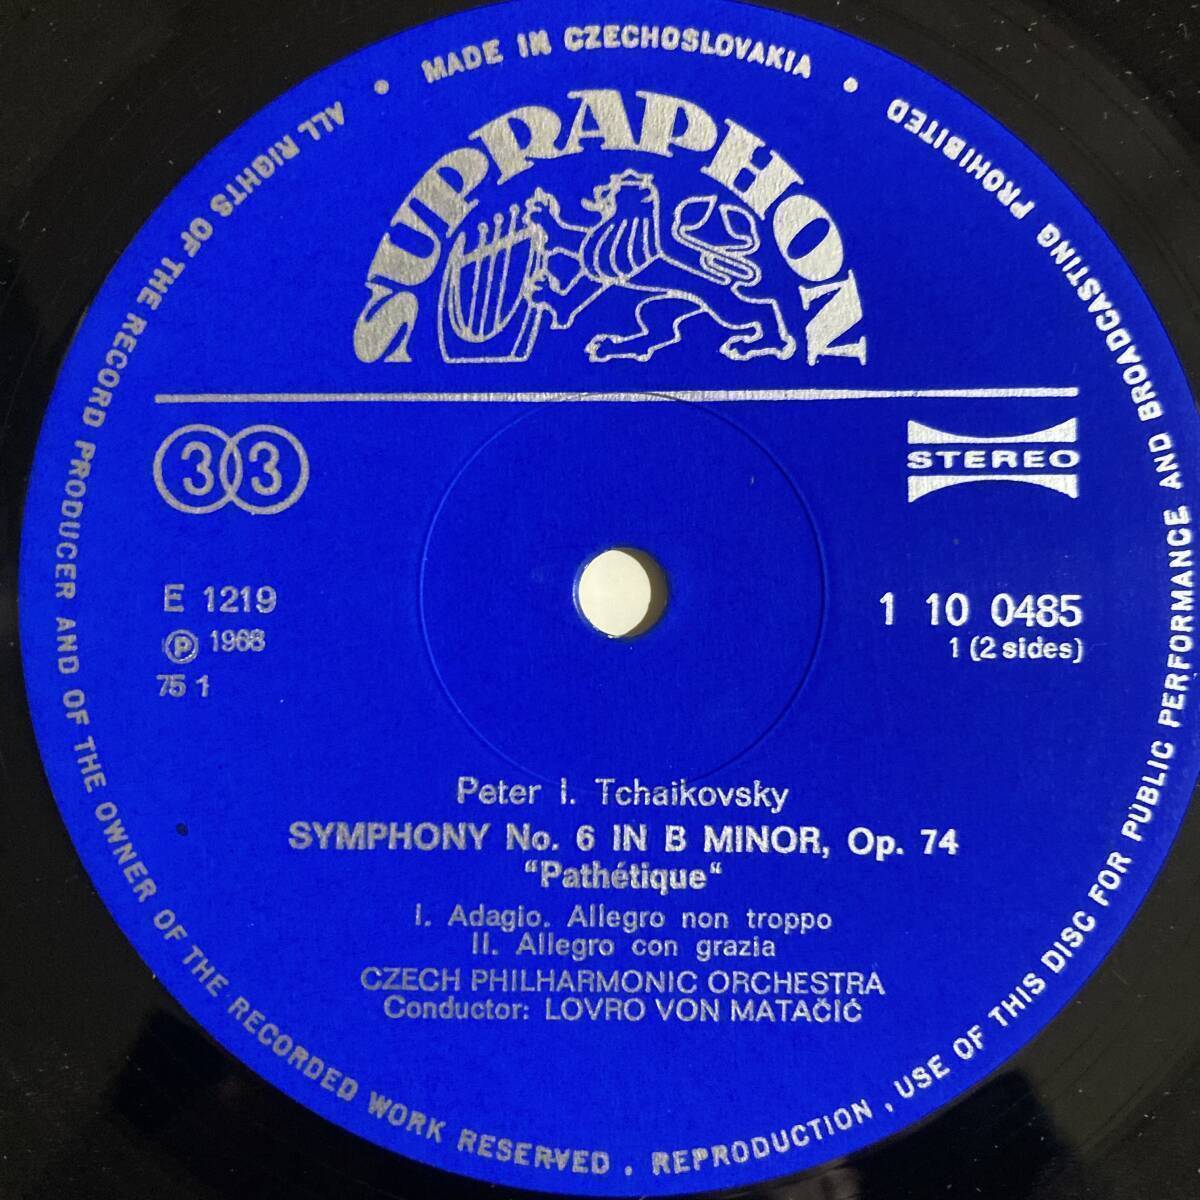 MADE IN CZECHOSLOVAKIA
ALL RIGHTS OF THE RECORD PRODUCER AND OF THE OWNER OF THE RECORDED WORK RESERVED . REPRODUCTION , USE OF THIS DISC FOR PUBLIC PERFORMANCE AND BROADCASTING PROHIBITED
SUPRAPHON
33
STEREO
E 1219
Ⓟ 1968
75 1
1 10 0485
1 (2 sides)
Peter I. Tchaikovsky
SYMPHONY No. 6 IN B MINOR, Op. 74
“Pathétique“
I. Adagio. Allegro non troppo
II. Allegro con grazia
CZECH PHILHARMONIC ORCHESTRA
Conductor: LOVRO VON MATAČIĆ